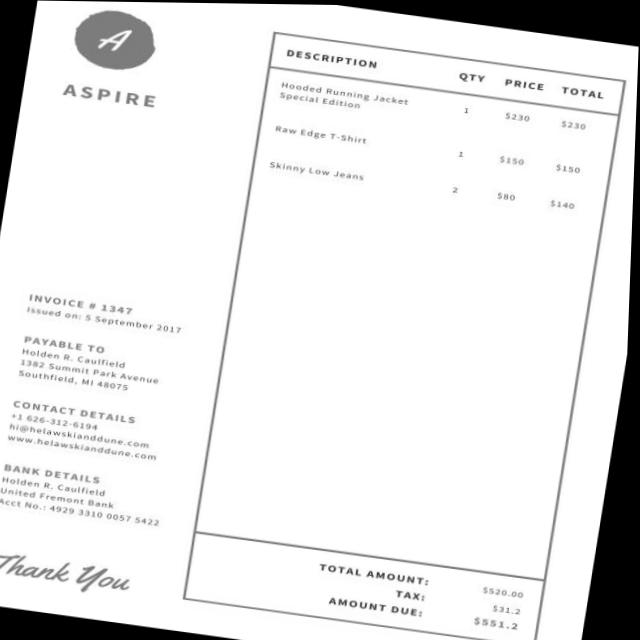 A
ASPIRE
INVOICE # 1347
Issued on: 5 September 2017
PAYABLE TO
Holden R. Caulfield
1382 Summit Park Avenue
Southfield, MI 48075
CONTACT DETAILS
+1 626-312-6194
hi@helawskianddune.com
www.helawskianddune.com
BANK DETAILS
Holden R. Caulfield
United Fremont Bank
Acct No.: 4929 3310 0057 5422
Thank You
DESCRIPTION QTY PRICE TOTAL
Hooded Running Jacket
Special Edition 1 $230 $230
Raw Edge T-Shirt 1 $150 $150
Skinny Low Jeans 2 $80 $140
TOTAL AMOUNT: $520.00
TAX: $31.2
AMOUNT DUE: $551.2